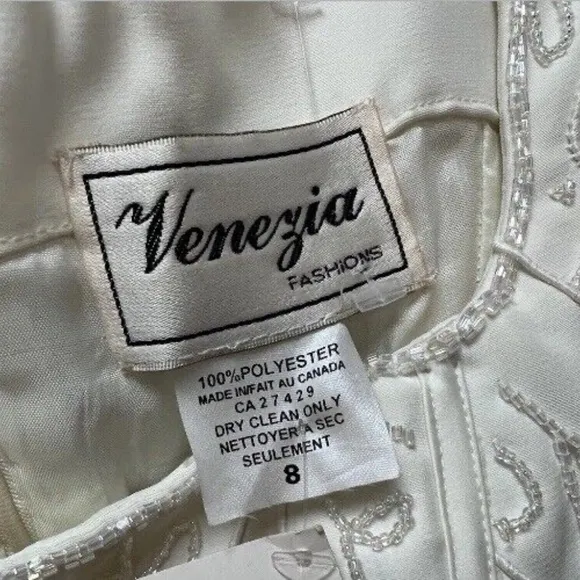 Venezia
FASHiONS
100%POLYESTER
MADE IN/FAIT AU CANADA
CA 27429
DRY CLEAN ONLY
NETTOYER A SEC
SEULEMENT
8